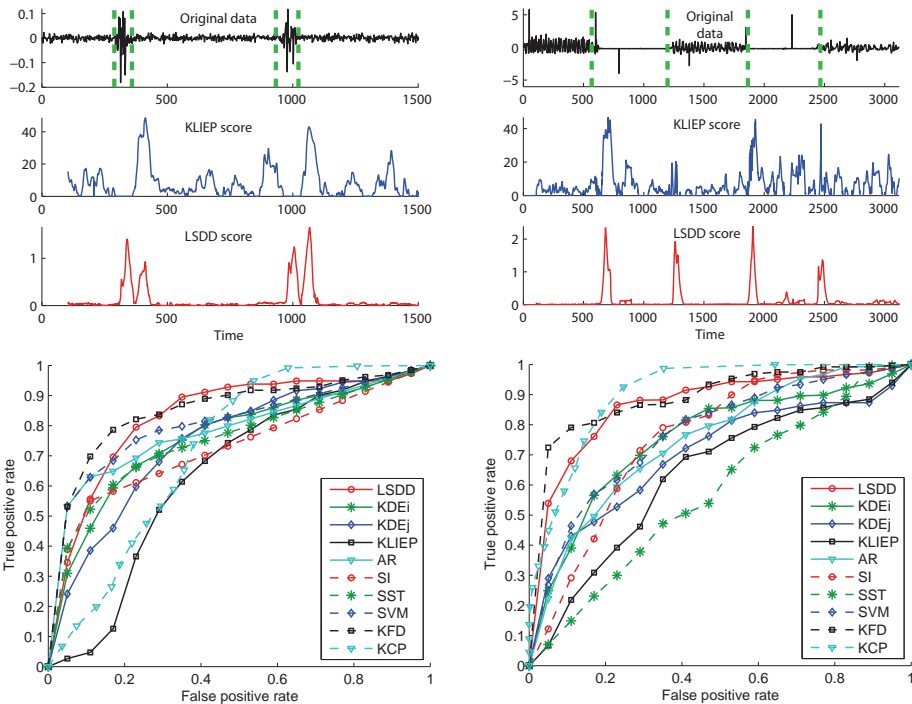 Original data
0.1
0
−0.1
−0.2
0
500
1000
1500
KLIEP score
40
20
0
0
500
1000
1500
LSDD score
1
0
0
500
1000
1500
Time
Original
data
5
0
−5
0
500
1000
1500
2000
2500
3000
KLIEP score
40
20
0
0
500
1000
1500
2000
2500
3000
LSDD score
2
1
0
0
500
1000
1500
2000
2500
3000
Time
True positive rate
1
0.9
0.8
0.7
0.6
0.5
0.4
0.3
0.2
0.1
0
0
0.2
0.4
0.6
0.8
1
False positive rate
LSDD
KDEi
KDEj
KLIEP
AR
SI
SST
SVM
KFD
KCP
True positive rate
1
0.9
0.8
0.7
0.6
0.5
0.4
0.3
0.2
0.1
0
0
0.2
0.4
0.6
0.8
1
False positive rate
LSDD
KDEi
KDEj
KLIEP
AR
SI
SST
SVM
KFD
KCP